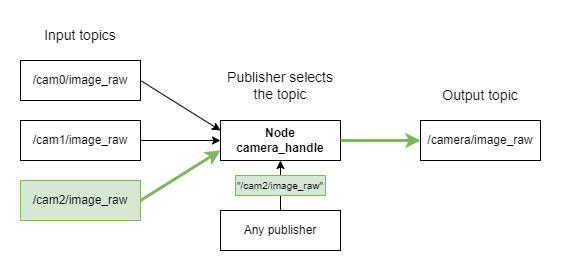 Input topics
/cam0/image_raw
/cam1/image_raw
/cam2/image_raw
Publisher selects
the topic
Node
camera_handle
"/cam2/image_raw"
Any publisher
Output topic
/camera/image_raw